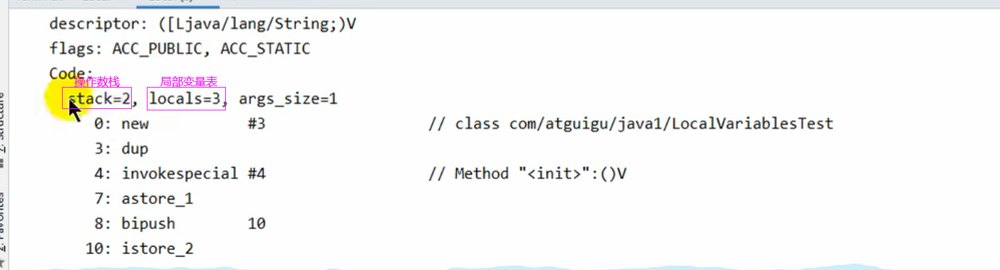 descriptor: ([Ljava/lang/String;)V
flags: ACC_PUBLIC, ACC_STATIC
Code:
操作数栈 局部变量表
stack=2, locals=3, args_size=1
0: new #3 // class com/atguigu/java1/LocalVariablesTest
3: dup
4: invokespecial #4 // Method "<init>":()V
7: astore_1
8: bipush 10
10: istore_2
Z: Structure
2: Favorites